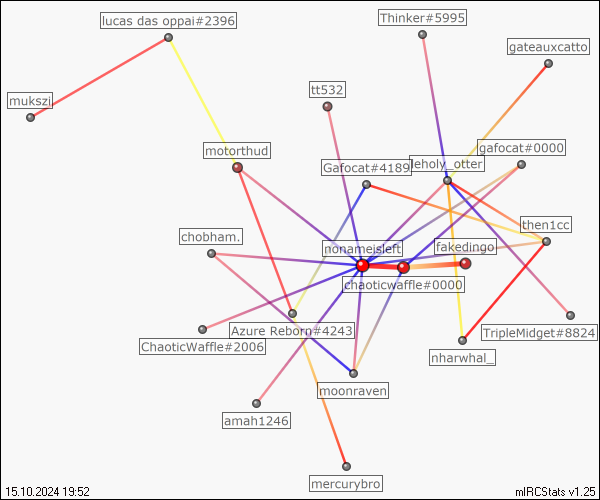 lucas das oppai#2396
Thinker#5995
gateauxcatto
mukszi
tt532
motorthud
gafocat#0000
Gafocat#4189
leholy_otter
then1cc
chobham.
nonameisleft
fakedingo
chaoticwaffle#0000
Azure Reborn#4243
TripleMidget#8824
ChaoticWaffle#2006
nharwhal_
moonraven
amah1246
mercurybro
15.10.2024 19:52
mIRCStats v1.25